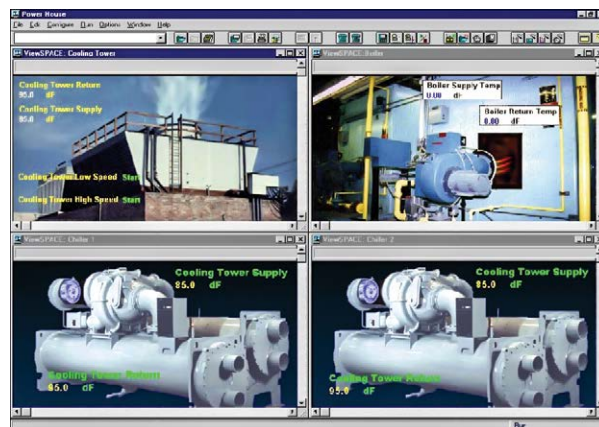 Power House
File Edit Configure Run Options Window Help
ViewSPACE: Cooling Tower
Cooling Tower Return
95.0 dF
Cooling Tower Supply
85.0 dF
Cooling Tower Low Speed Start
Cooling Tower High Speed Start
ViewSPACE: Boiler
Boiler Supply Temp
0.00 dF
Boiler Return Temp
0.00 dF
ViewSPACE: Chiller 1
Cooling Tower Supply
85.0 dF
Cooling Tower Return
95.0 dF
ViewSPACE: Chiller 2
Cooling Tower Supply
85.0 dF
Cooling Tower Return
95.0 dF
Run